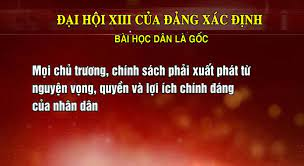 ĐẠI HỘI XIII CỦA ĐẢNG XÁC ĐỊNH
BÀI HỌC DÂN LÀ GỐC
Mọi chủ trương, chính sách phải xuất phát từ
nguyện vọng, quyền và lợi ích chính đáng
của nhân dân